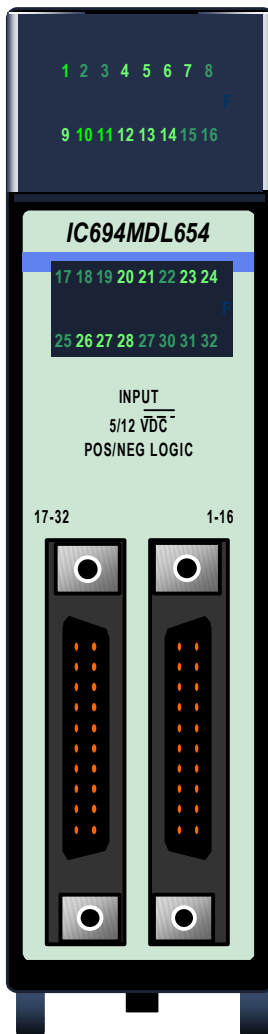 1 2 3 4 5 6 7 8
F
9 10 11 12 13 14 15 16
IC694MDL654
17 18 19 20 21 22 23 24
F
25 26 27 28 27 30 31 32
INPUT
5/12 VDC
POS/NEG LOGIC
17-32 1-16